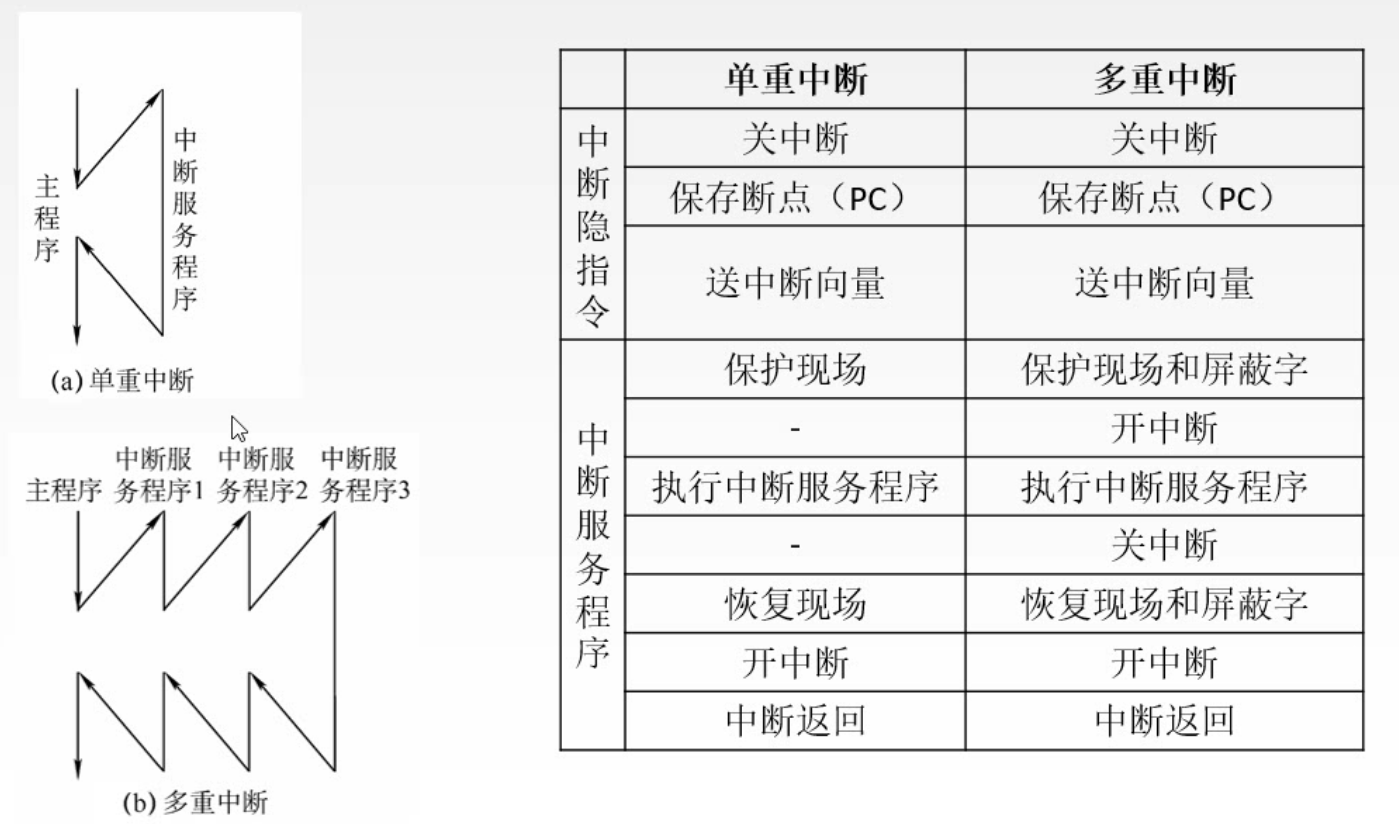 主程序
中断服务程序
(a) 单重中断
主程序
中断服务程序1
中断服务程序2
中断服务程序3
(b) 多重中断
单重中断 多重中断
中断隐指令
关中断 关中断
保存断点（PC） 保存断点（PC）
送中断向量 送中断向量
中断服务程序
保护现场 保护现场和屏蔽字
- 开中断
执行中断服务程序 执行中断服务程序
- 关中断
恢复现场 恢复现场和屏蔽字
开中断 开中断
中断返回 中断返回